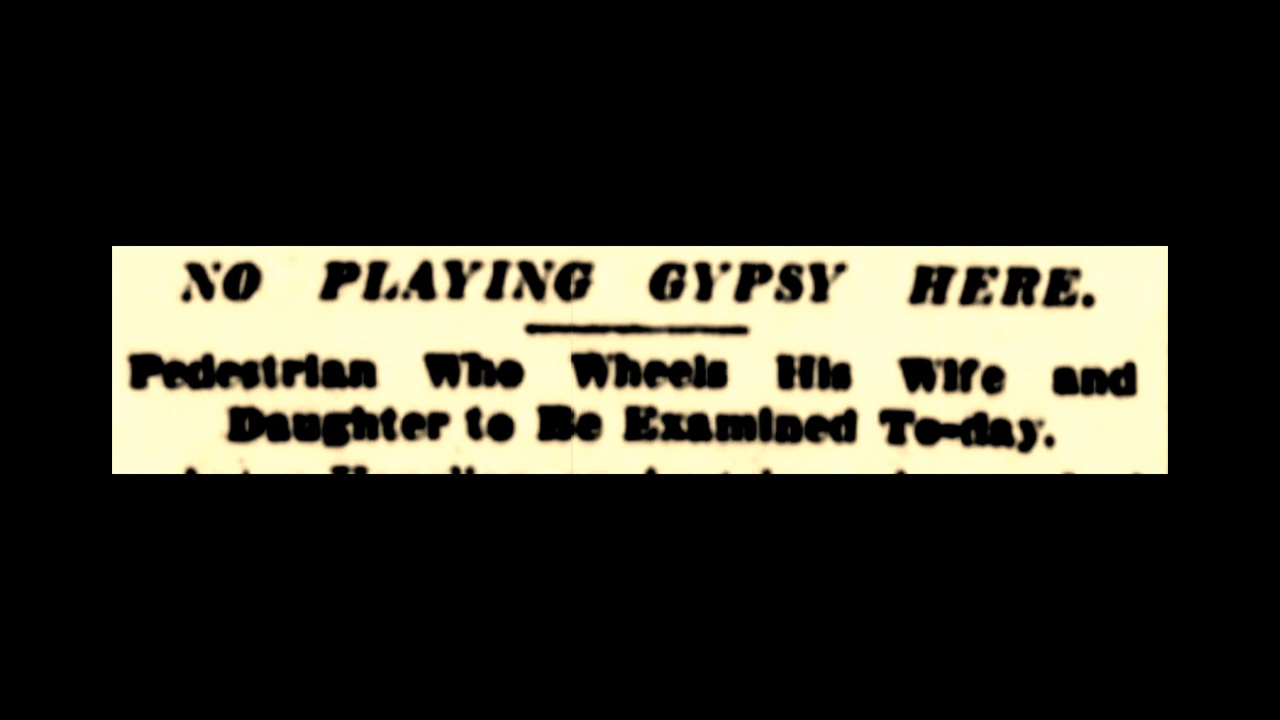 NO PLAYING GYPSY HERE.
Pedestrian Who Wheels His Wife and
Daughter to Be Examined To-day.